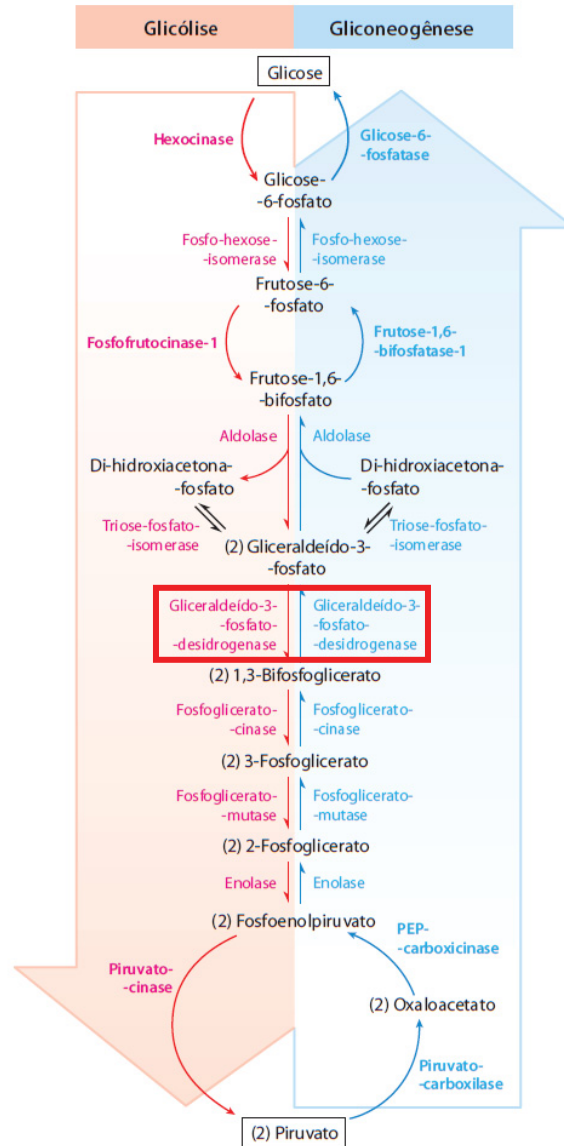 Glicólise
Gliconeogênese
Glicose
Hexocinase
Glicose-6-
-fosfatase
Glicose-
-6-fosfato
Fosfo-hexose-
-isomerase
Fosfo-hexose-
-isomerase
Frutose-6-
-fosfato
Fosfofrutocinase-1
Frutose-1,6-
-bifosfatase-1
Frutose-1,6-
-bifosfato
Aldolase
Aldolase
Di-hidroxiacetona-
-fosfato
Di-hidroxiacetona-
-fosfato
Triose-fosfato-
-isomerase
Triose-fosfato-
-isomerase
(2) Gliceraldeído-3-
-fosfato
Gliceraldeído-3-
-fosfato-
-desidrogenase
Gliceraldeído-3-
-fosfato-
-desidrogenase
(2) 1,3-Bifosfoglicerato
Fosfoglicerato-
-cinase
Fosfoglicerato-
-cinase
(2) 3-Fosfoglicerato
Fosfoglicerato-
-mutase
Fosfoglicerato-
-mutase
(2) 2-Fosfoglicerato
Enolase
Enolase
(2) Fosfoenolpiruvato
PEP-
-carboxicinase
Piruvato-
-cinase
(2) Oxaloacetato
Piruvato-
-carboxilase
(2) Piruvato